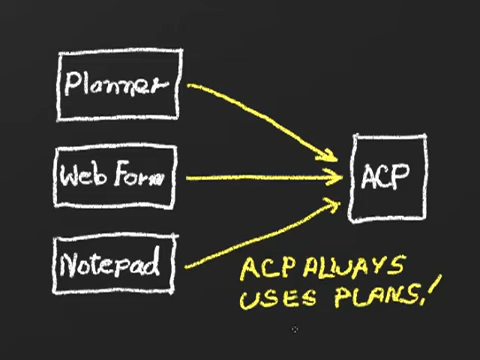 Planner
Web Form
ACP
Notepad
ACP ALWAYS
USES PLANS!